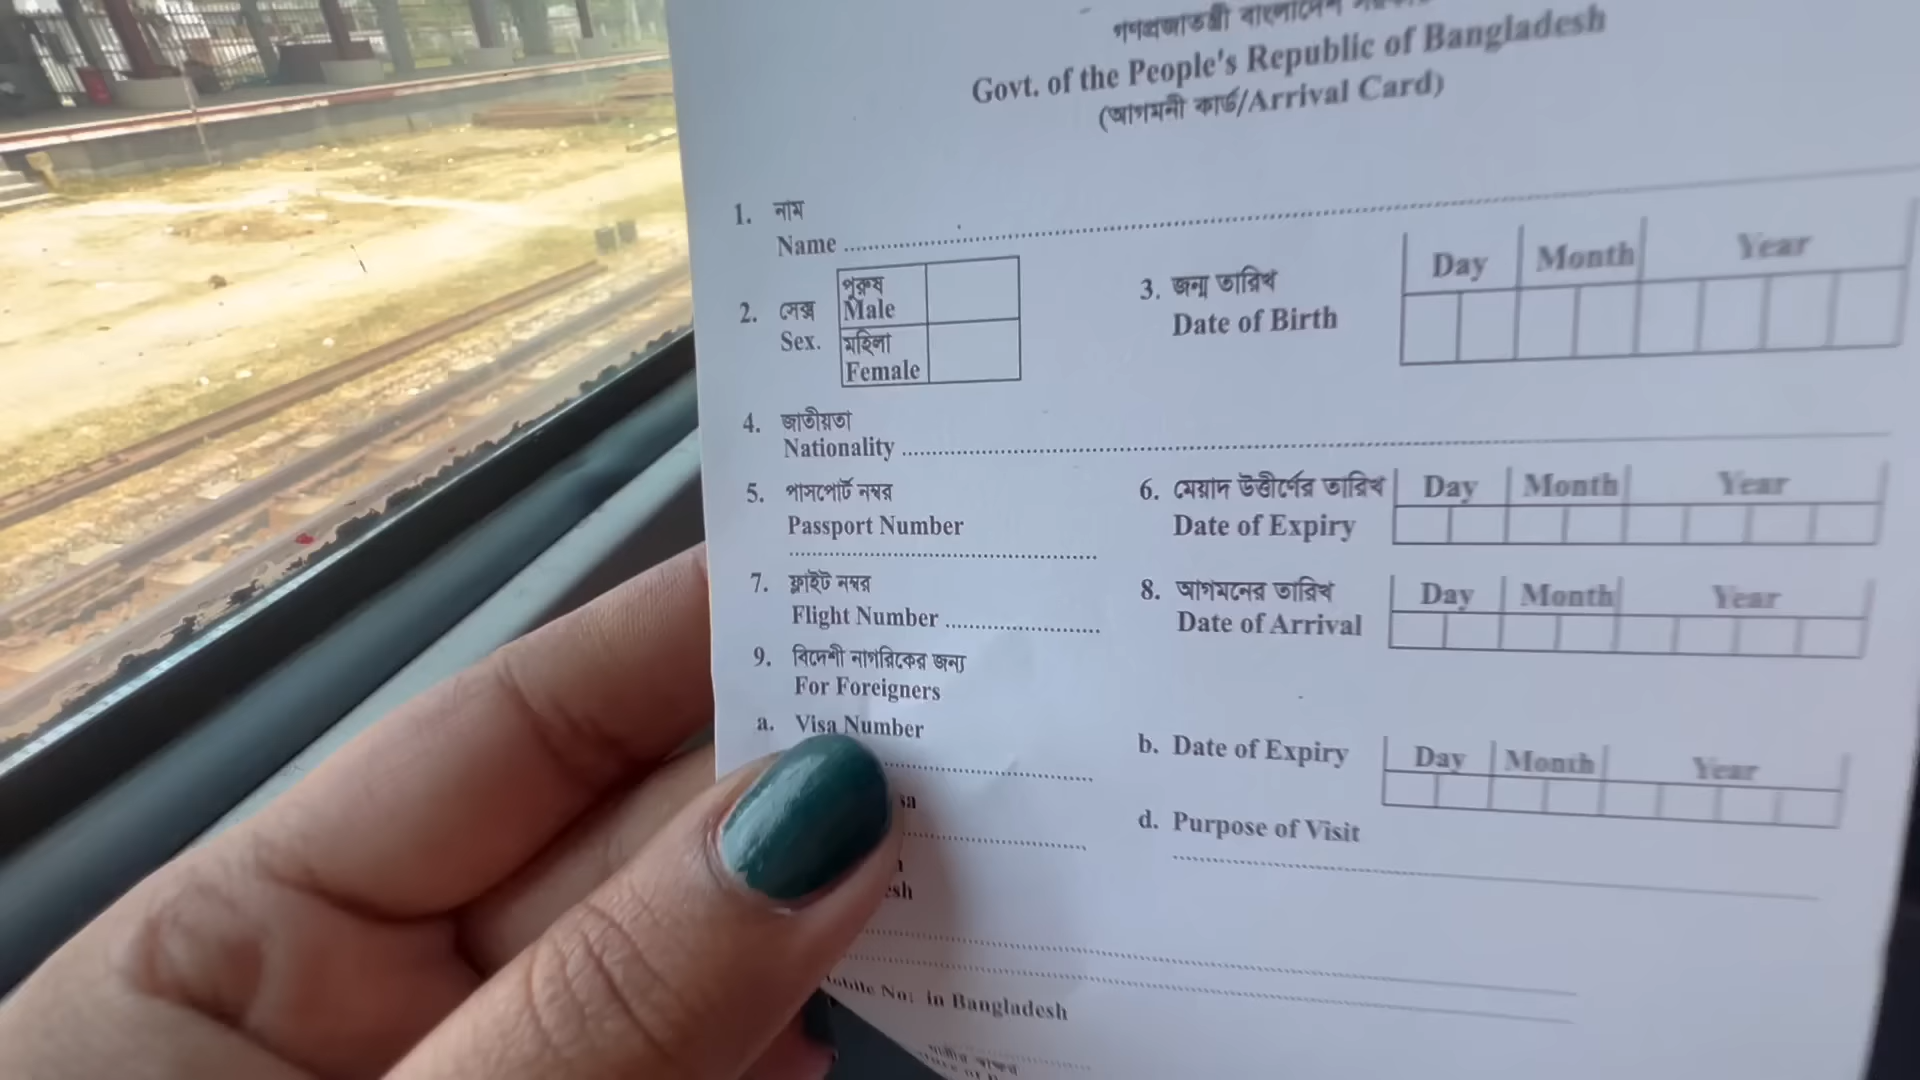 গণপ্রজাতন্ত্রী বাংলাদেশ
Govt. of the People's Republic of Bangladesh
(আগমনী কার্ড/Arrival Card)
1. নাম
Name
2. সেক্স
Sex.
পুরুষ
Male
মহিলা
Female
3. জন্ম তারিখ
Date of Birth
Day Month Year
4. জাতীয়তা
Nationality
5. পাসপোর্ট নম্বর
Passport Number
6. মেয়াদ উত্তীর্ণের তারিখ
Date of Expiry
Day Month Year
7. ফ্লাইট নম্বর
Flight Number
8. আগমনের তারিখ
Date of Arrival
Day Month Year
9. বিদেশী নাগরিকের জন্য
For Foreigners
a. Visa Number
b. Date of Expiry
Day Month Year
d. Purpose of Visit
No: in Bangladesh